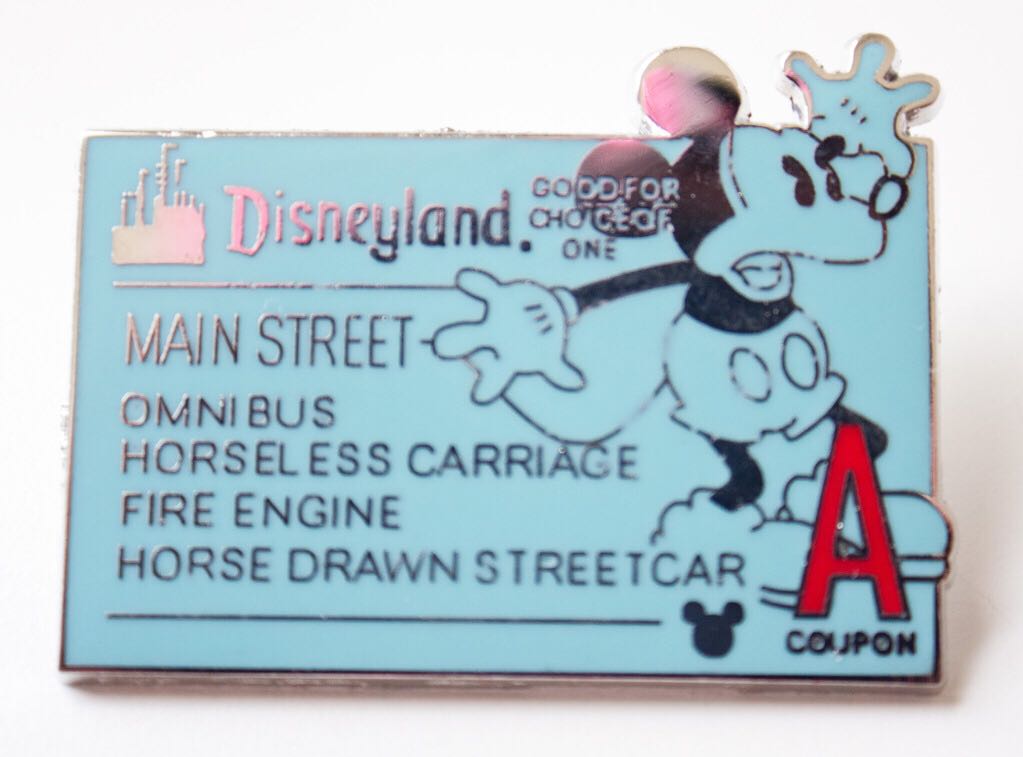 Disneyland.
GOOD FOR
CHOICE OF
ONE
MAIN STREET
OMNIBUS
HORSELESS CARRIAGE
FIRE ENGINE
HORSE DRAWN STREETCAR
A
COUPON